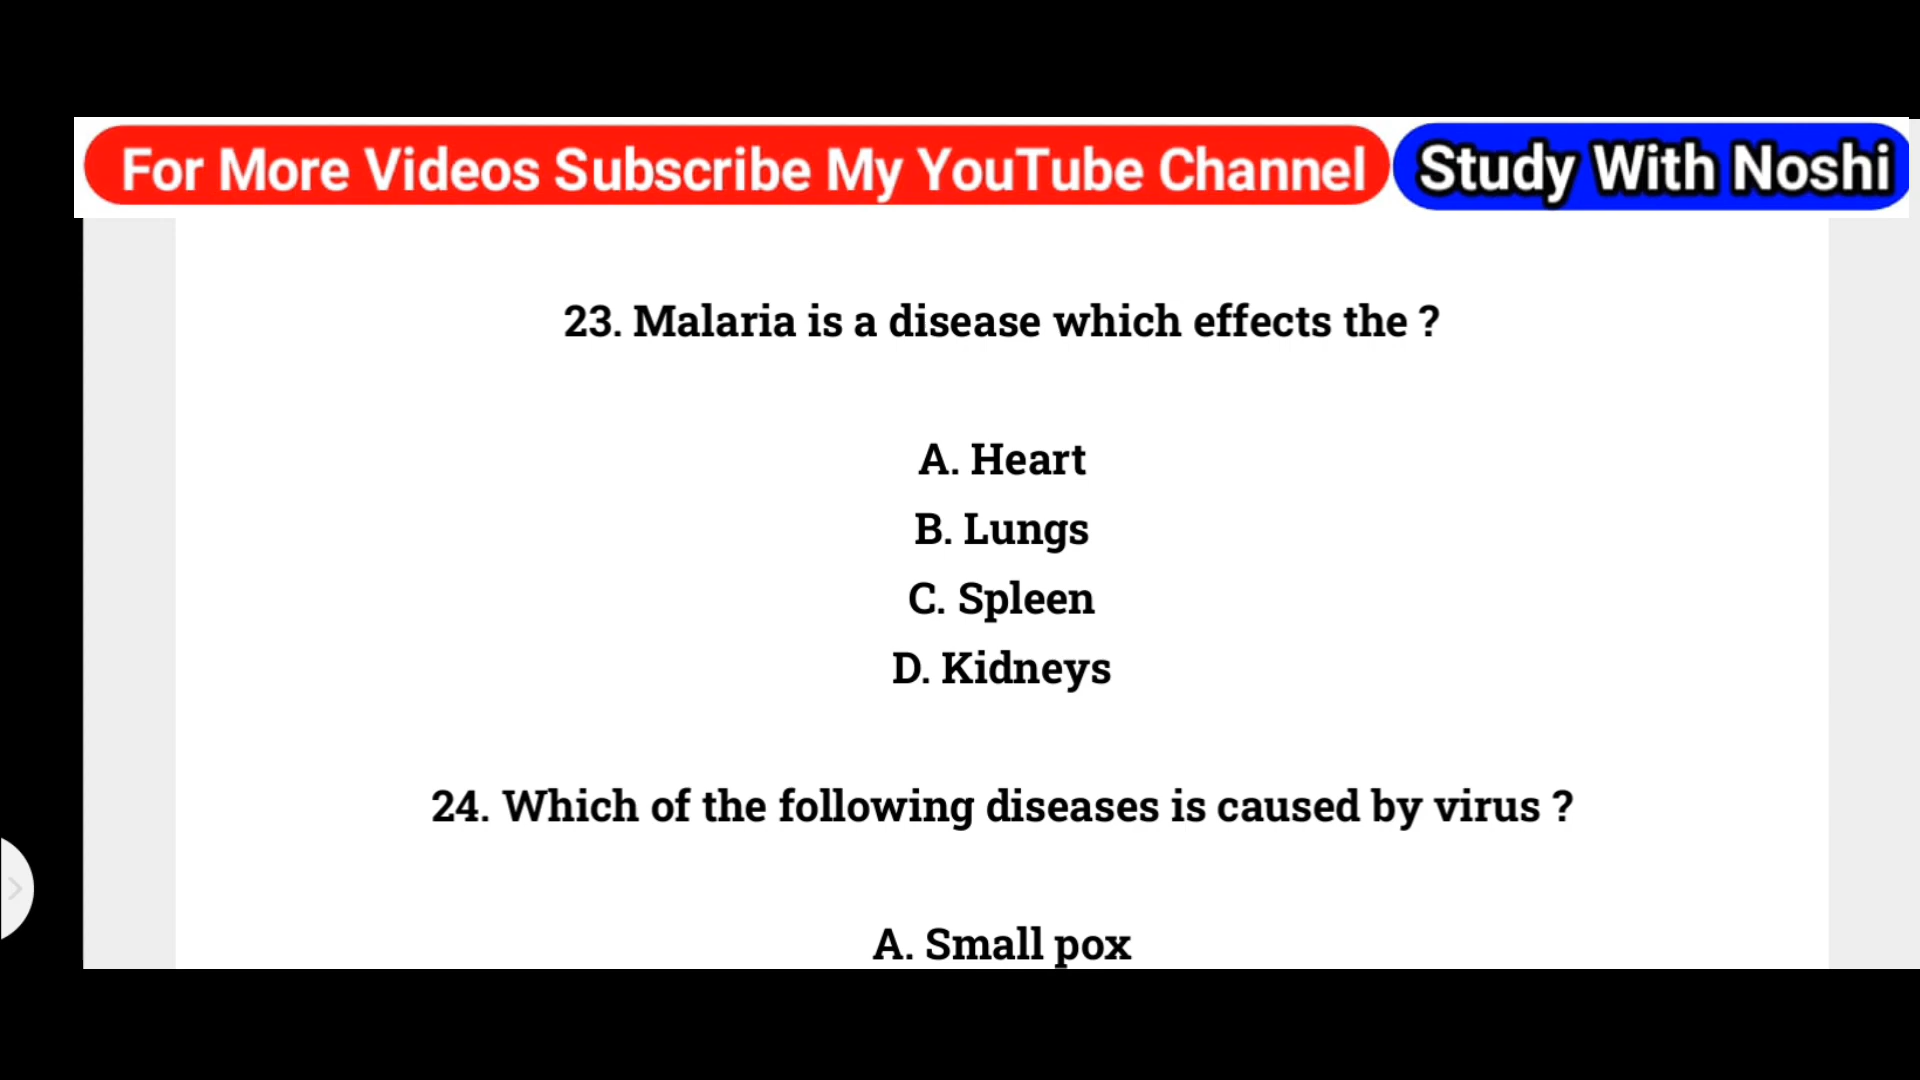 For More Videos Subscribe My YouTube Channel Study With Noshi
23. Malaria is a disease which effects the ?
A. Heart
B. Lungs
C. Spleen
D. Kidneys
24. Which of the following diseases is caused by virus ?
A. Small pox